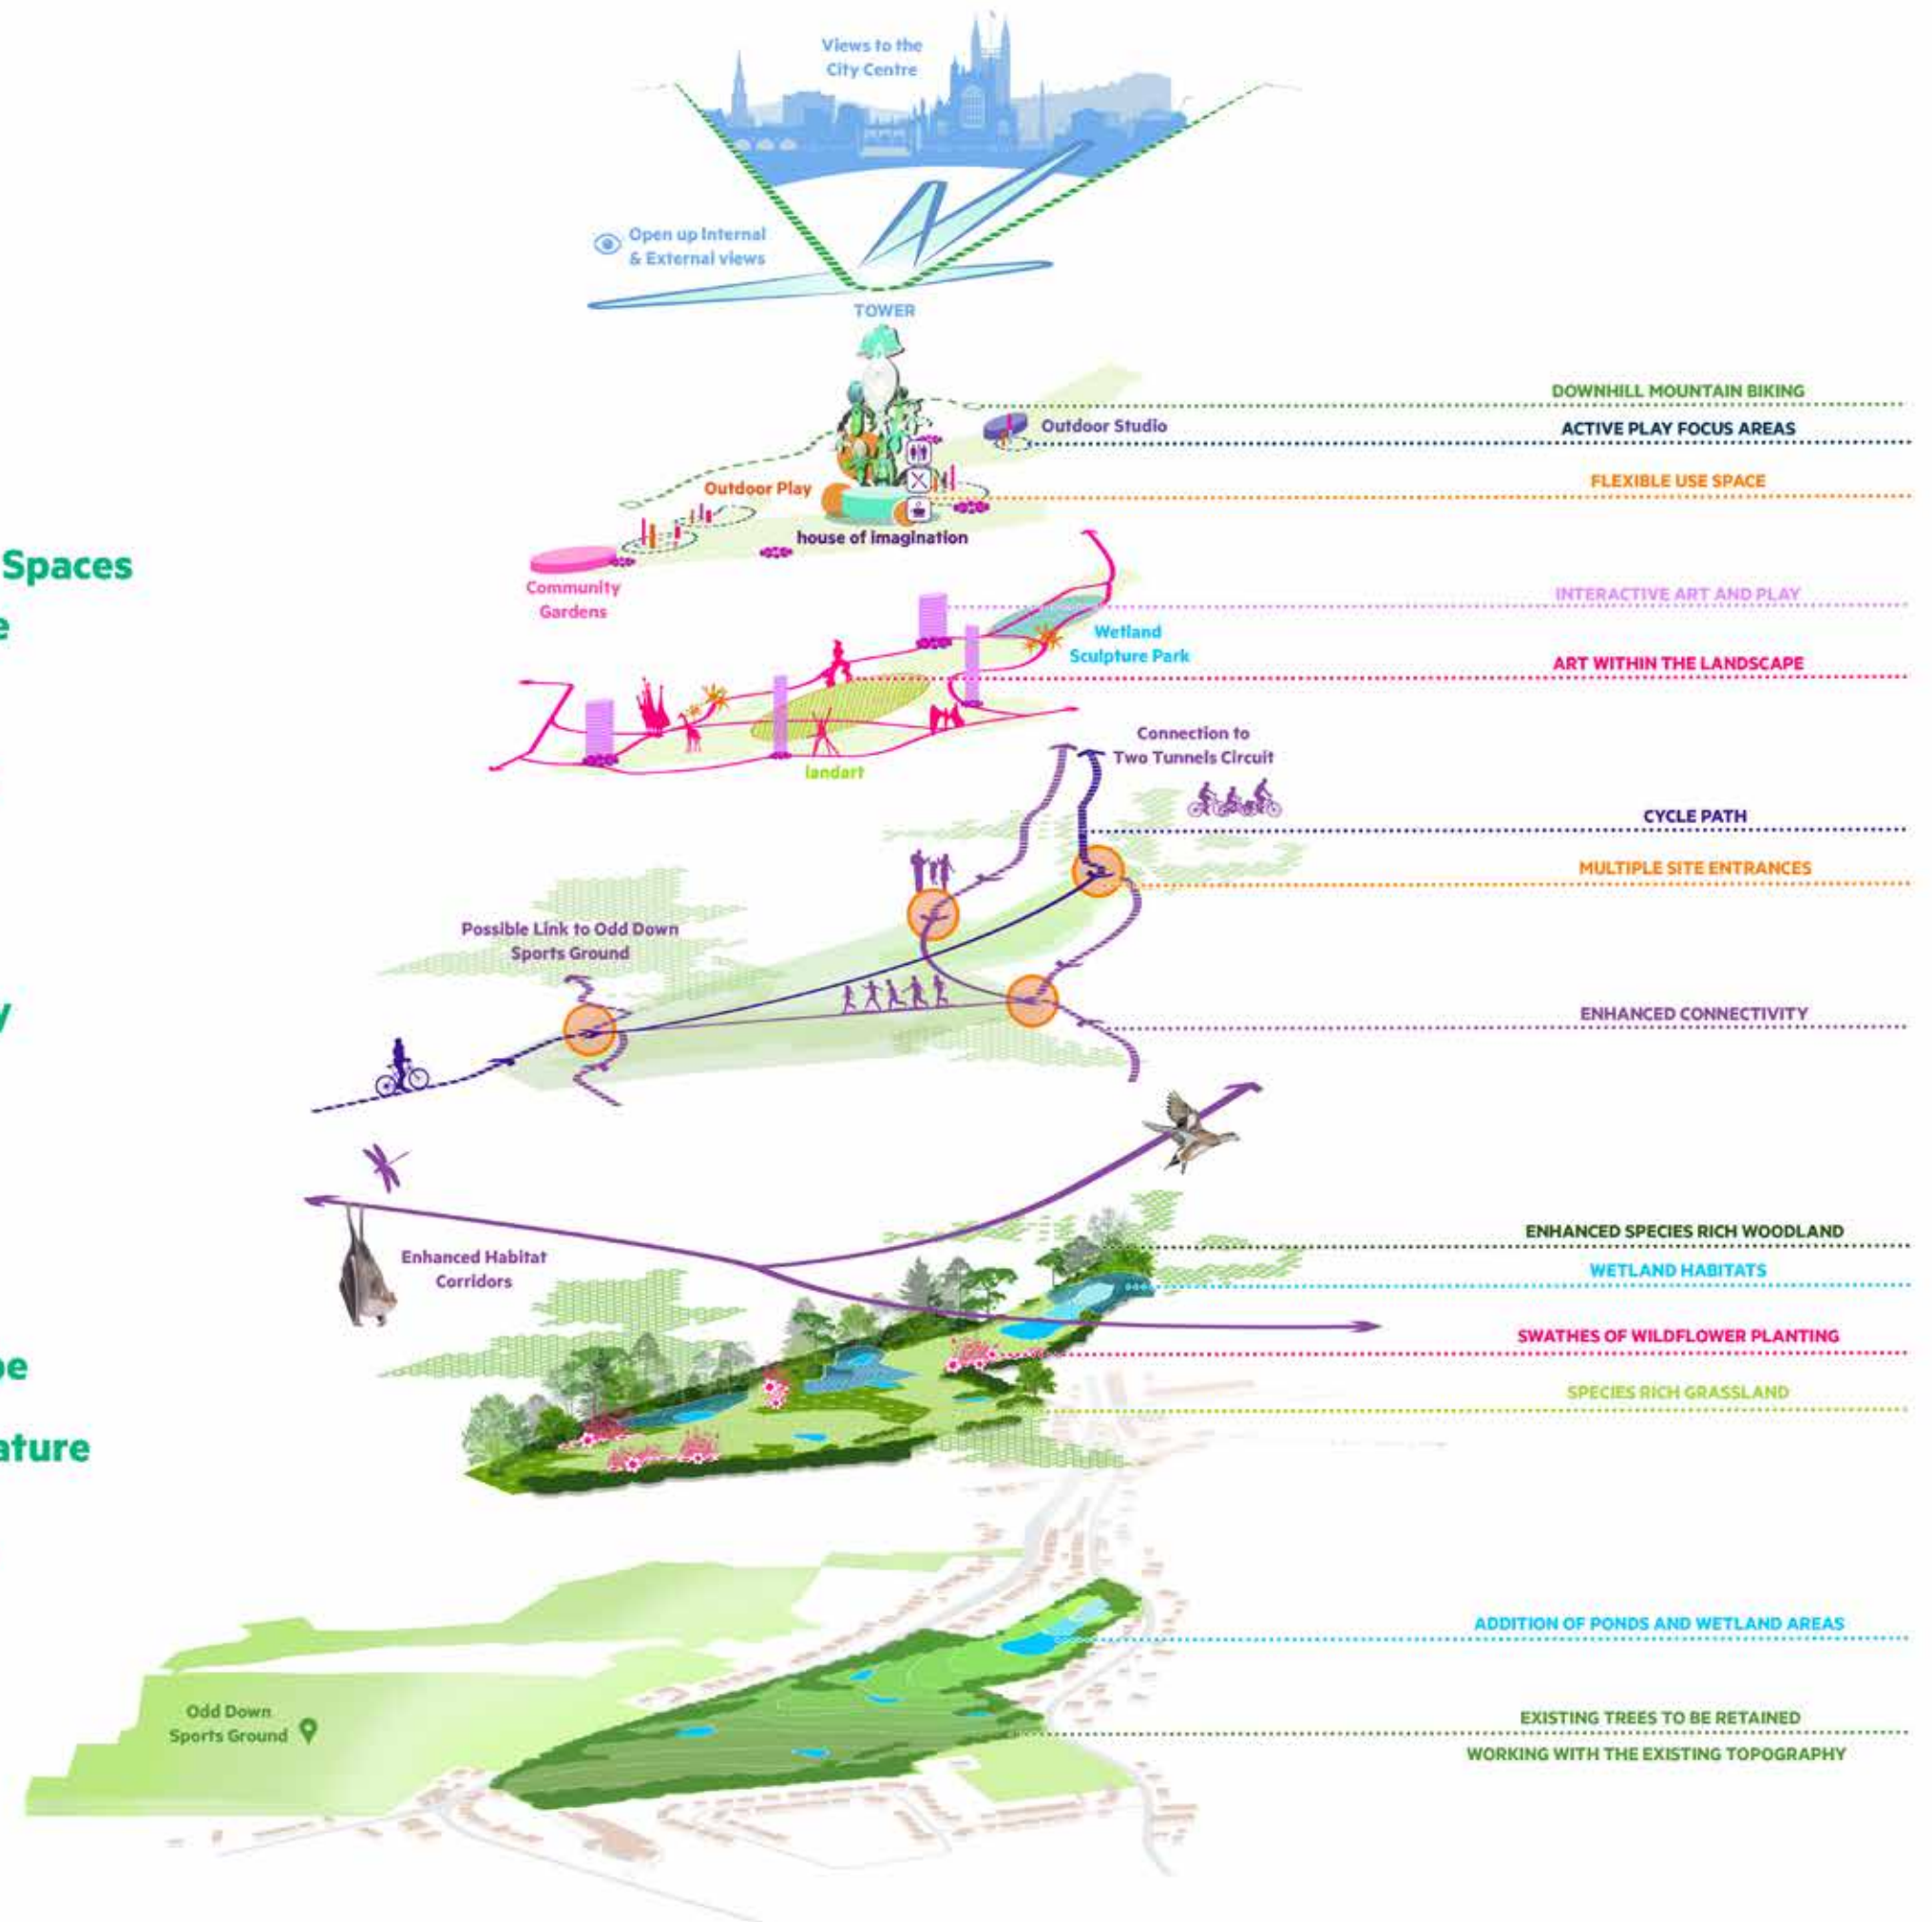 Views to the
City Centre
Open up Internal
& External views
TOWER
DOWNHILL MOUNTAIN BIKING
Outdoor Studio
ACTIVE PLAY FOCUS AREAS
Outdoor Play
FLEXIBLE USE SPACE
house of imagination
Spaces
Community
Gardens
INTERACTIVE ART AND PLAY
Wetland
Sculpture Park
ART WITHIN THE LANDSCAPE
landart
Connection to
Two Tunnels Circuit
CYCLE PATH
MULTIPLE SITE ENTRANCES
Possible Link to Odd Down
Sports Ground
ENHANCED CONNECTIVITY
Enhanced Habitat
Corridors
ENHANCED SPECIES RICH WOODLAND
WETLAND HABITATS
SWATHES OF WILDFLOWER PLANTING
SPECIES RICH GRASSLAND
ature
ADDITION OF PONDS AND WETLAND AREAS
Odd Down
Sports Ground
EXISTING TREES TO BE RETAINED
WORKING WITH THE EXISTING TOPOGRAPHY